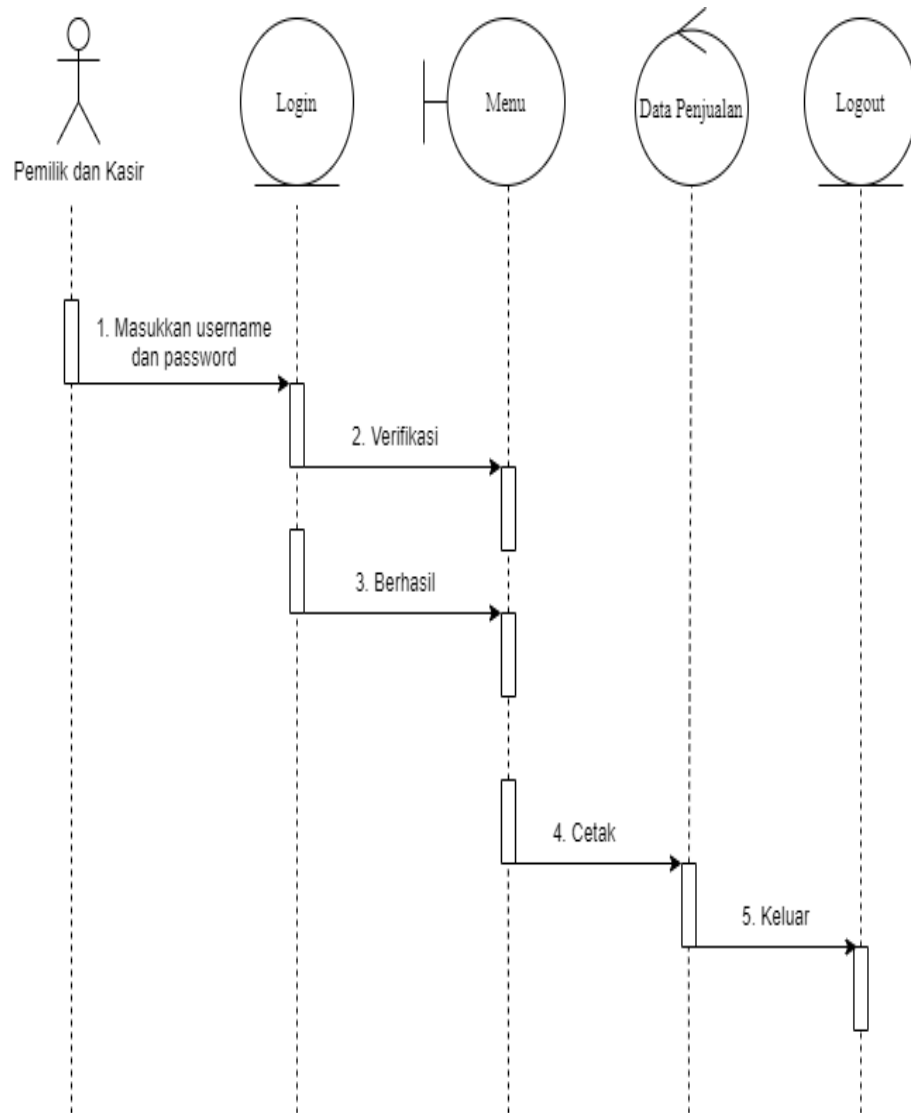 Login
Menu
Data Penjualan
Logout
Pemilik dan Kasir
1. Masukkan username
dan password
2. Verifikasi
3. Berhasil
4. Cetak
5. Keluar